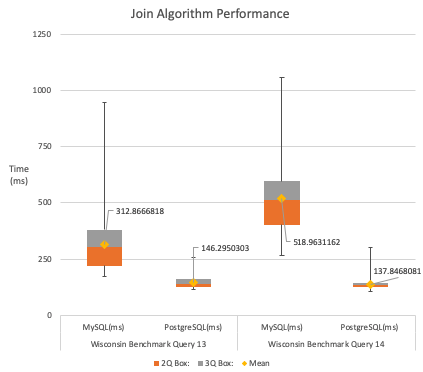 Join Algorithm Performance
1250
1000
750
Time
(ms)
500
250
0
312.8666818
146.2950303
518.9631162
137.8468081
MySQL(ms) PostgreSQL(ms) MySQL(ms) PostgreSQL(ms)
Wisconsin Benchmark Query 13 Wisconsin Benchmark Query 14
2Q Box: 3Q Box: Mean